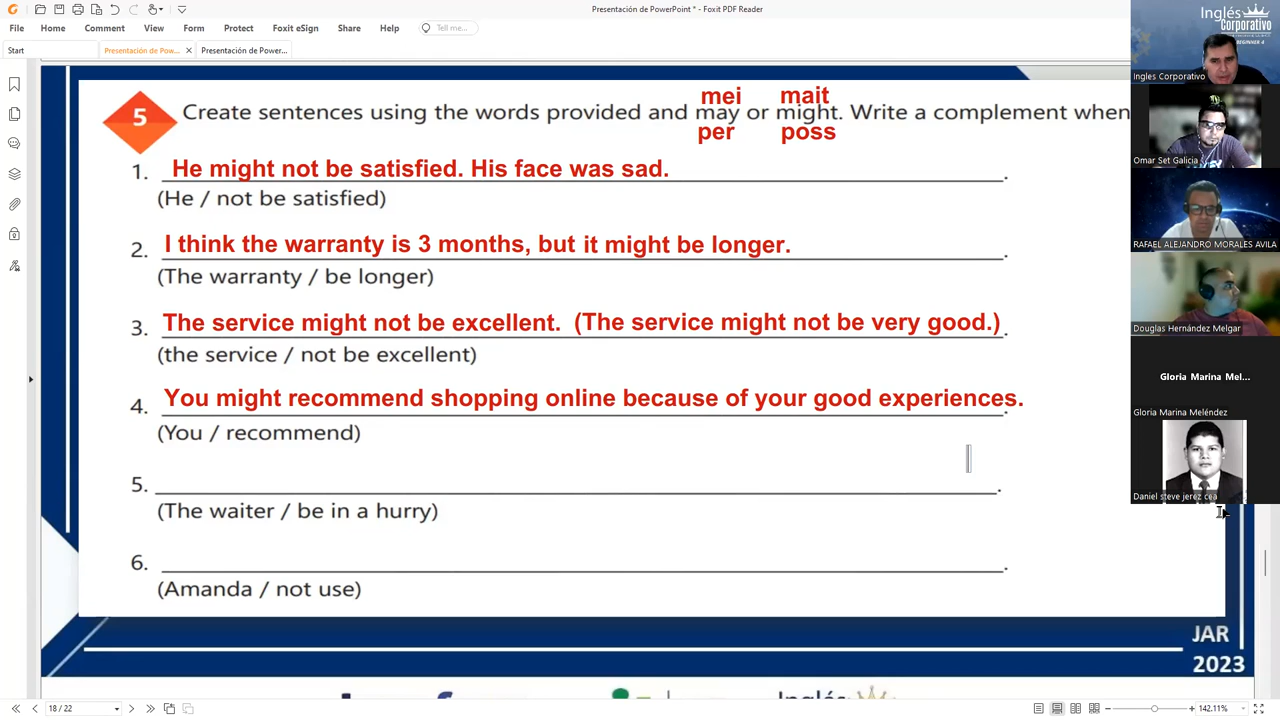 Presentación de PowerPoint * - Foxit PDF Reader
File Home Comment View Form Protect Foxit eSign Share Help Tell me...
Start Presentación de Powe... Presentación de Power...
Inglés
Corporativo
BEGINNER 4
Ingles Corporativo
mei mait
5 Create sentences using the words provided and may or might. Write a complement when
per poss
1. He might not be satisfied. His face was sad.
(He / not be satisfied)
2. I think the warranty is 3 months, but it might be longer.
(The warranty / be longer)
3. The service might not be excellent. (The service might not be very good.)
(the service / not be excellent)
4. You might recommend shopping online because of your good experiences.
(You / recommend)
5.
(The waiter / be in a hurry)
6.
(Amanda / not use)
Omar Set Galicia
RAFAEL ALEJANDRO MORALES AVILA
Douglas Hernández Melgar
Gloria Marina Mel...
Gloria Marina Meléndez
Daniel steve jerez cea
JAR
2023
18 / 22
142.11%